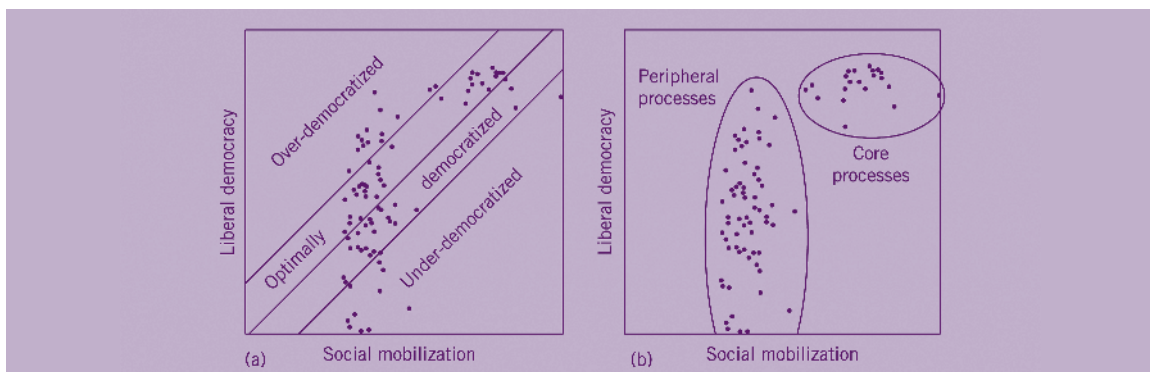 Liberal democracy
Over-democratized
Optimally
democratized
Under-democratized
(a)
Social mobilization
Liberal democracy
Peripheral
processes
Core
processes
(b)
Social mobilization